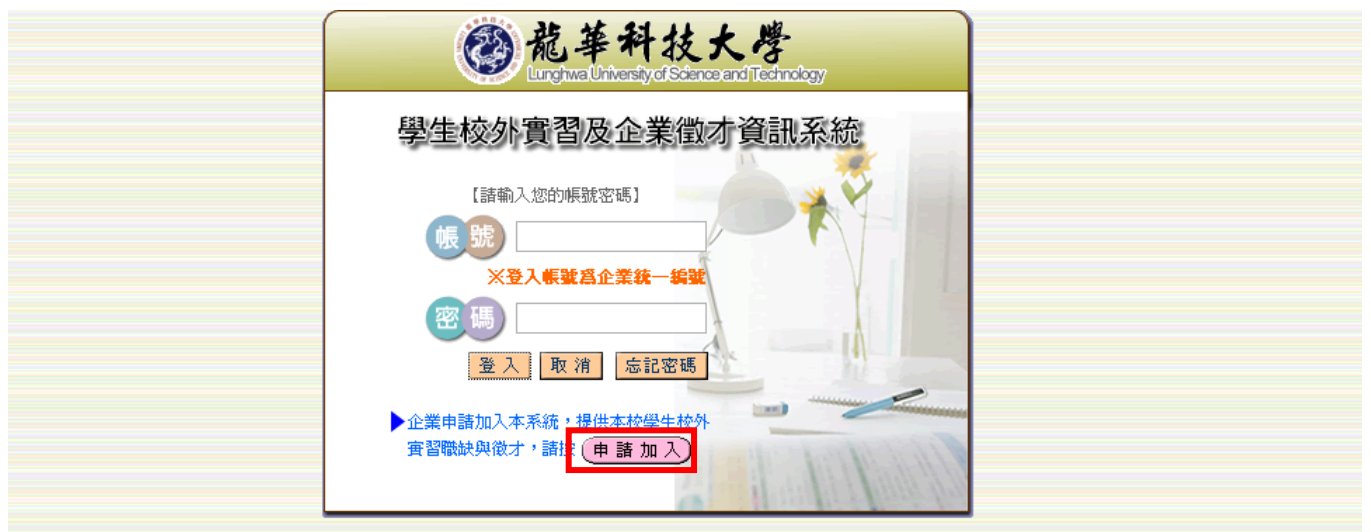 龍華科技大學
Lunghwa University of Science and Technology
學生校外實習及企業徵才資訊系統
【請輸入您的帳號密碼】
帳號
※登入帳號為企業統一編號
密碼
登入 取消 忘記密碼
企業申請加入本系統，提供本校學生校外
實習職缺與徵才，請按 申請加入